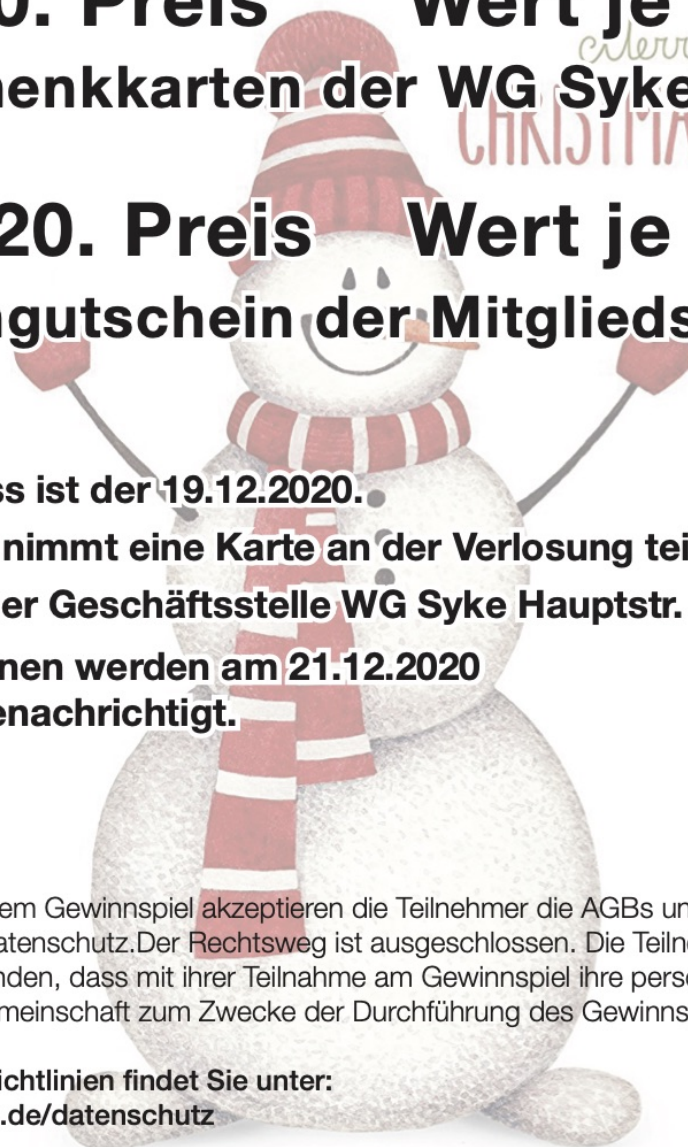 0. Preis Wert je
Merr
CHRISTMA
enkkarten der WG Syke
20. Preis Wert je
gutschein der Mitglieds
ss ist der 19.12.2020.
nimmt eine Karte an der Verlosung tei
er Geschäftsstelle WG Syke Hauptstr.
nen werden am 21.12.2020
enachrichtigt.
em Gewinnspiel akzeptieren die Teilnehmer die AGBs un
atenschutz.Der Rechtsweg ist ausgeschlossen. Die Teiln
nden, dass mit ihrer Teilnahme am Gewinnspiel ihre pers
meinschaft zum Zwecke der Durchführung des Gewinns
ichtlinien findet Sie unter:
.de/datenschutz